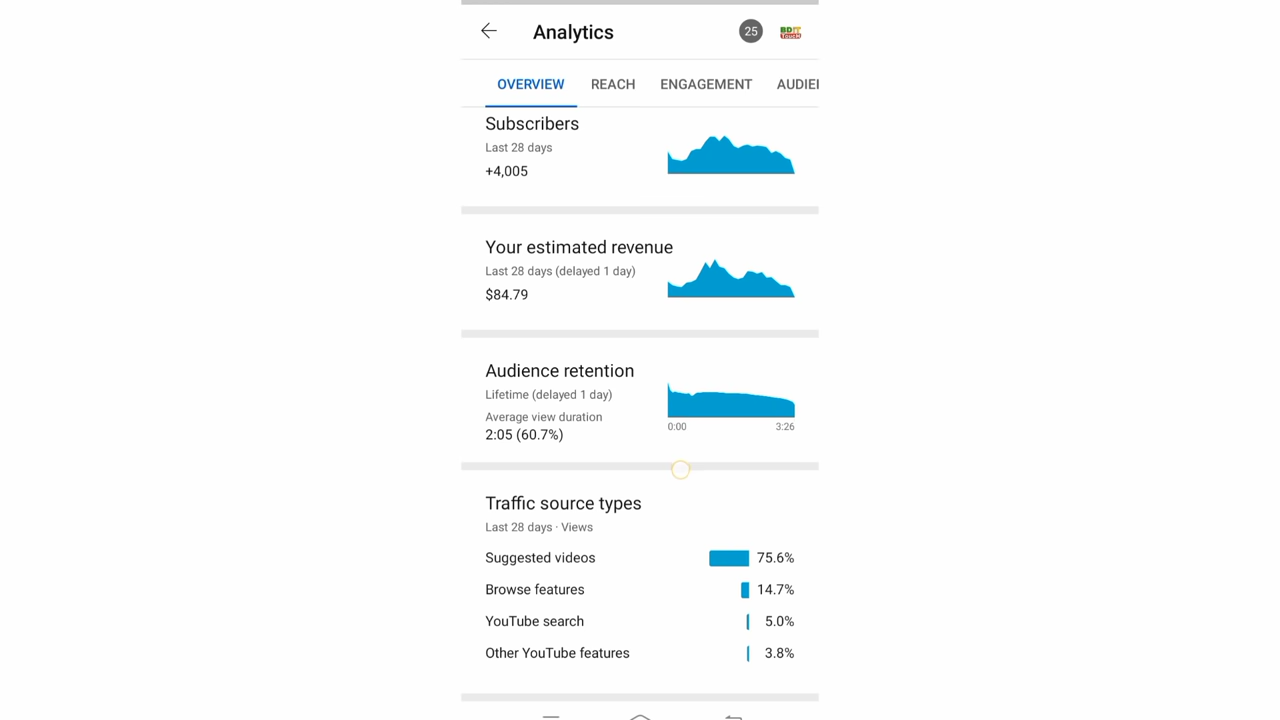 Analytics
25
BDIT
TOUCH
OVERVIEW REACH ENGAGEMENT AUDIE
Subscribers
Last 28 days
+4,005
Your estimated revenue
Last 28 days (delayed 1 day)
$84.79
Audience retention
Lifetime (delayed 1 day)
Average view duration
2:05 (60.7%)
0:00 3:26
Traffic source types
Last 28 days · Views
Suggested videos 75.6%
Browse features 14.7%
YouTube search 5.0%
Other YouTube features 3.8%